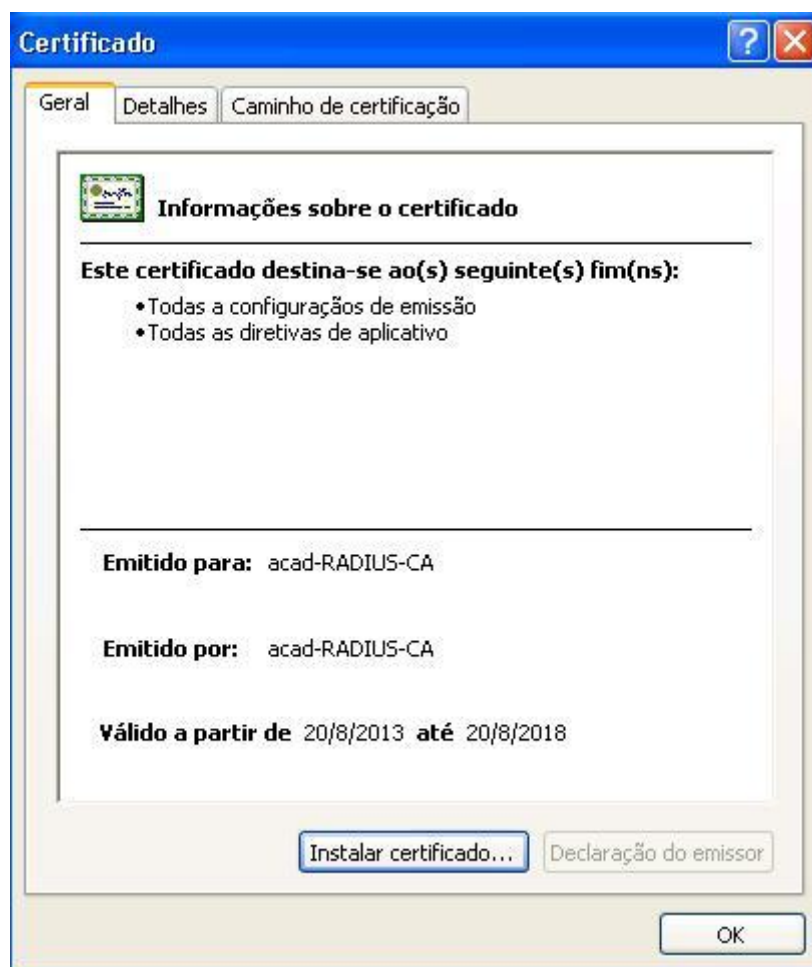 Certificado
Geral Detalhes Caminho de certificação
Informações sobre o certificado
Este certificado destina-se ao(s) seguinte(s) fim(ns):
•Todas a configuraçãos de emissão
•Todas as diretivas de aplicativo
Emitido para: acad-RADIUS-CA
Emitido por: acad-RADIUS-CA
Válido a partir de 20/8/2013 até 20/8/2018
Instalar certificado... Declaração do emissor
OK